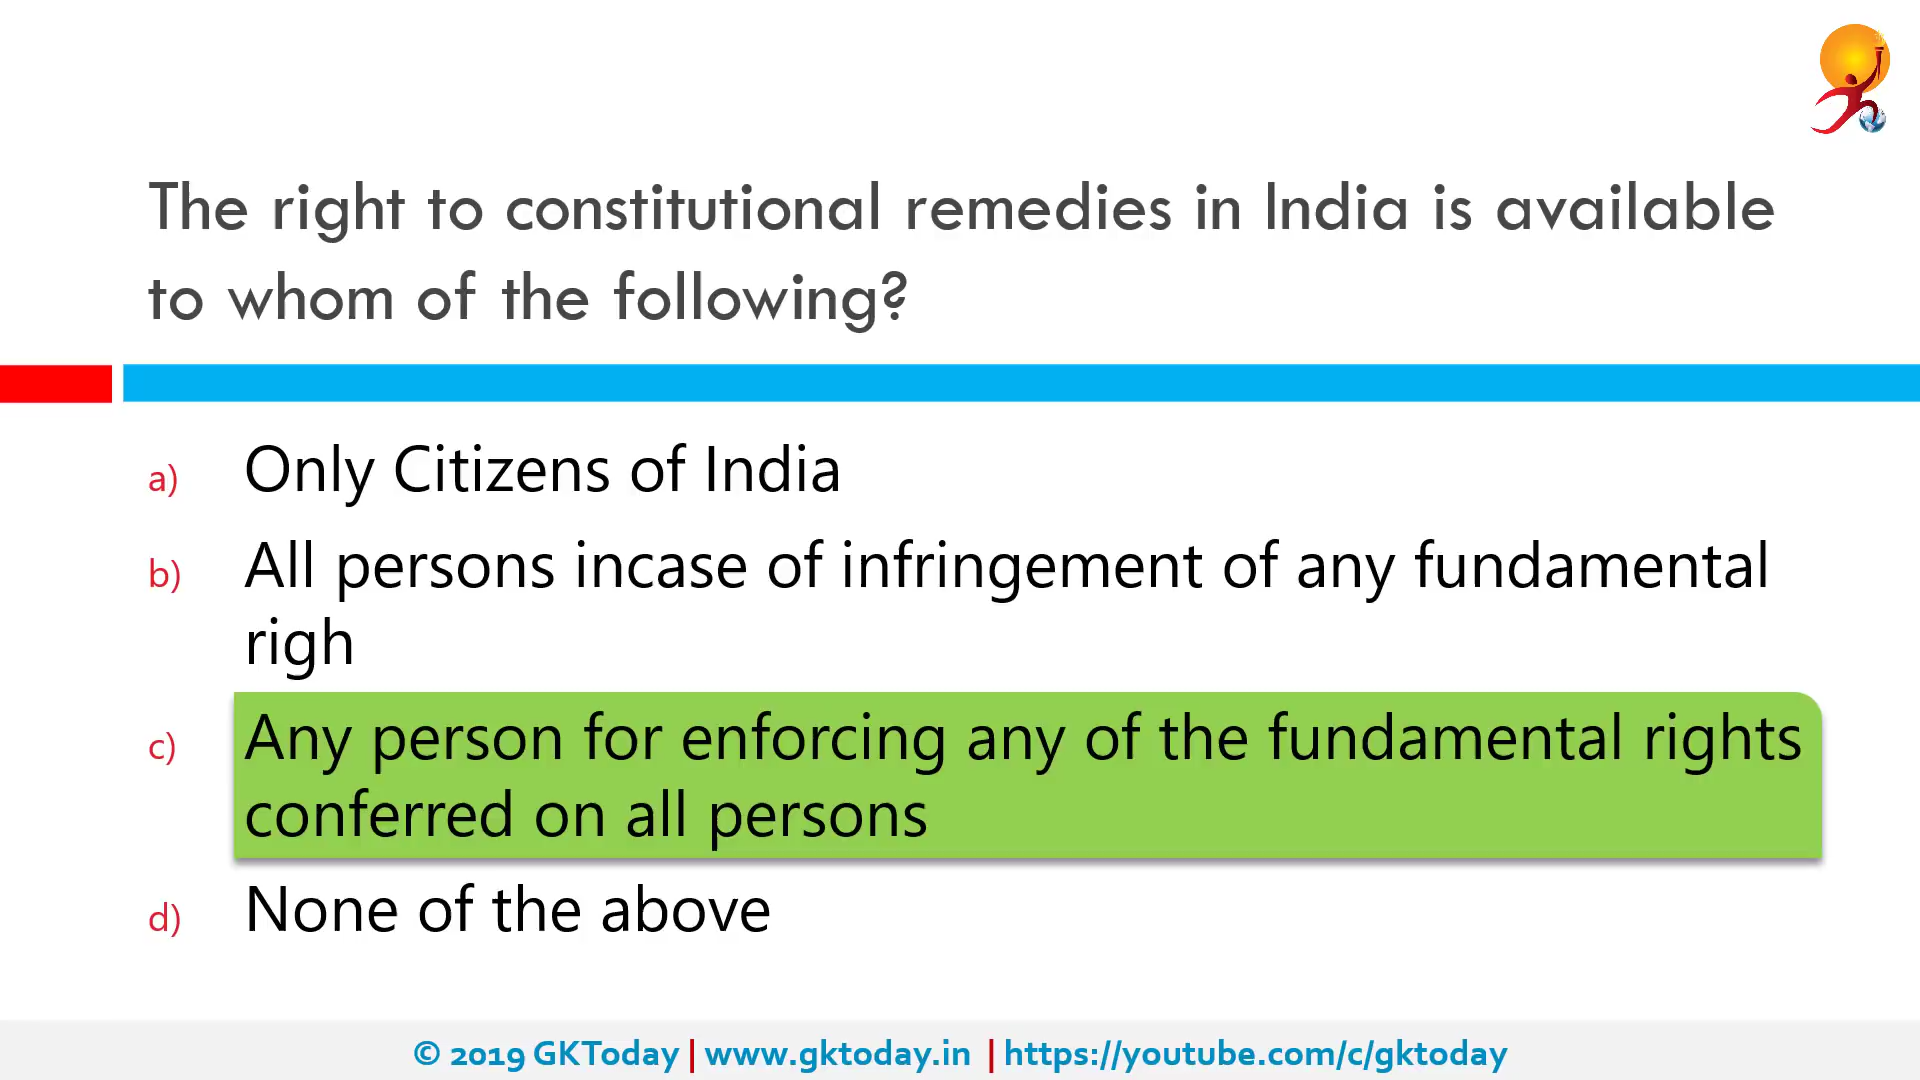 The right to constitutional remedies in India is available
to whom of the following?
a) Only Citizens of India
b) All persons incase of infringement of any fundamental
righ
c) Any person for enforcing any of the fundamental rights
conferred on all persons
d) None of the above
© 2019 GKToday | www.gktoday.in | https://youtube.com/c/gktoday